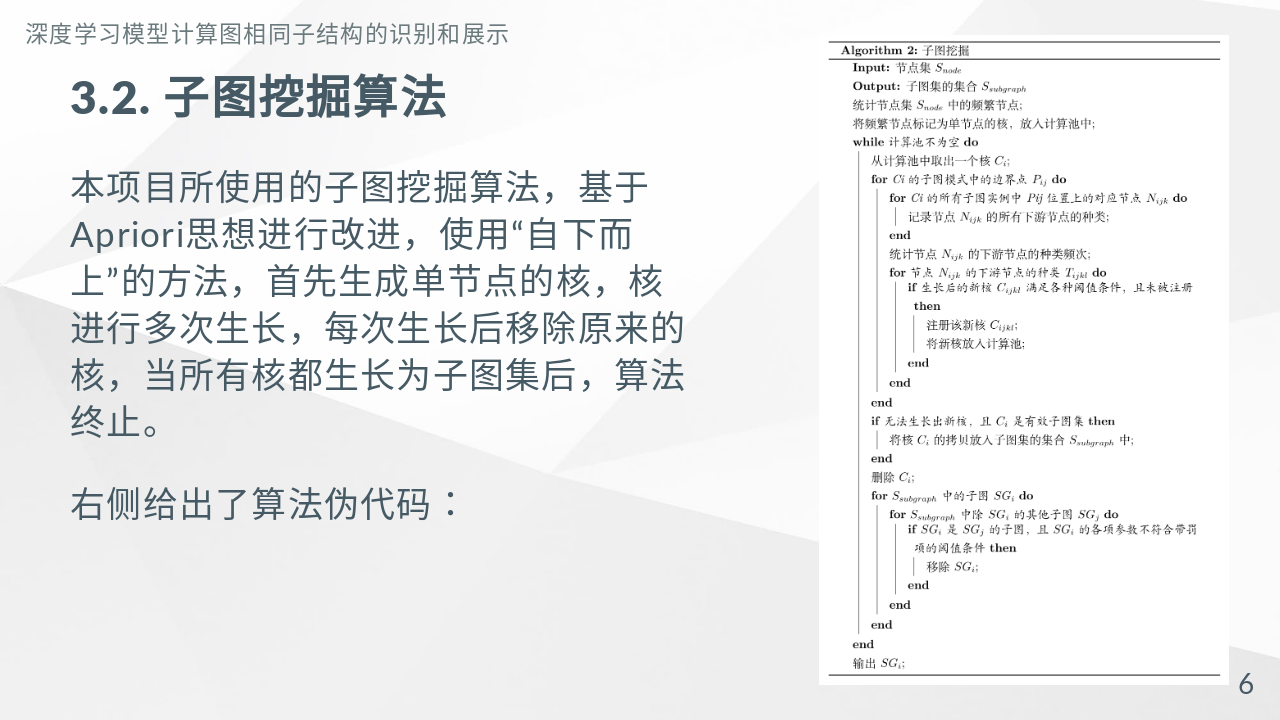 深度学习模型计算图相同子结构的识别和展示
3.2. 子图挖掘算法
本项目所使用的子图挖掘算法，基于
Apriori思想进行改进，使用“自下而
上”的方法，首先生成单节点的核，核
进行多次生长，每次生长后移除原来的
核，当所有核都生长为子图集后，算法
终止。
右侧给出了算法伪代码：
Algorithm 2: 子图挖掘
Input: 节点集 S_node
Output: 子图集的集合 S_subgraph
统计节点集 S_node 中的频繁节点;
将频繁节点标记为单节点的核，放入计算池中;
while 计算池不为空 do
从计算池中取出一个核 C_i;
for Ci 的子图模式中的边界点 P_ij do
for Ci 的所有子图实例中 Pij 位置上的对应节点 N_ijk do
记录节点 N_ijk 的所有下游节点的种类;
end
统计节点 N_ijk 的下游节点的种类频次;
for 节点 N_ijk 的下游节点的种类 T_ijkl do
if 生长后的新核 C_ijkl 满足各种阈值条件，且未被注册
then
注册该新核 C_ijkl;
将新核放入计算池;
end
end
end
if 无法生长出新核，且 C_i 是有效子图集 then
将核 C_i 的拷贝放入子图集的集合 S_subgraph 中;
end
删除 C_i;
for S_subgraph 中的子图 SG_i do
for S_subgraph 中除 SG_i 的其他子图 SG_j do
if SG_i 是 SG_j 的子图，且 SG_i 的各项参数不符合带罚
项的阈值条件 then
移除 SG_i;
end
end
end
end
输出 SG_i;
6